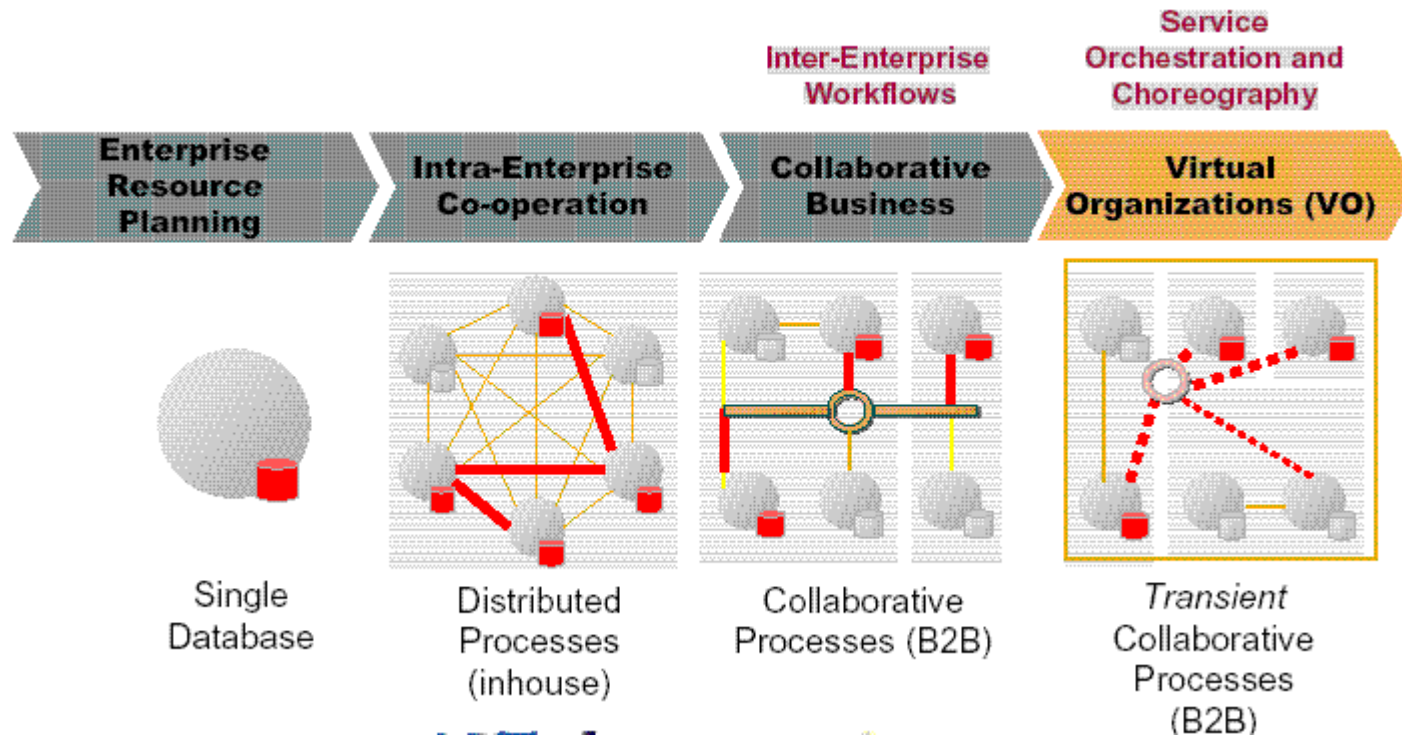 Inter-Enterprise
Workflows
Service
Orchestration and
Choreography
Enterprise
Resource
Planning
Intra-Enterprise
Co-operation
Collaborative
Business
Virtual
Organizations (VO)
Single
Database
Distributed
Processes
(inhouse)
Collaborative
Processes (B2B)
Transient
Collaborative
Processes
(B2B)